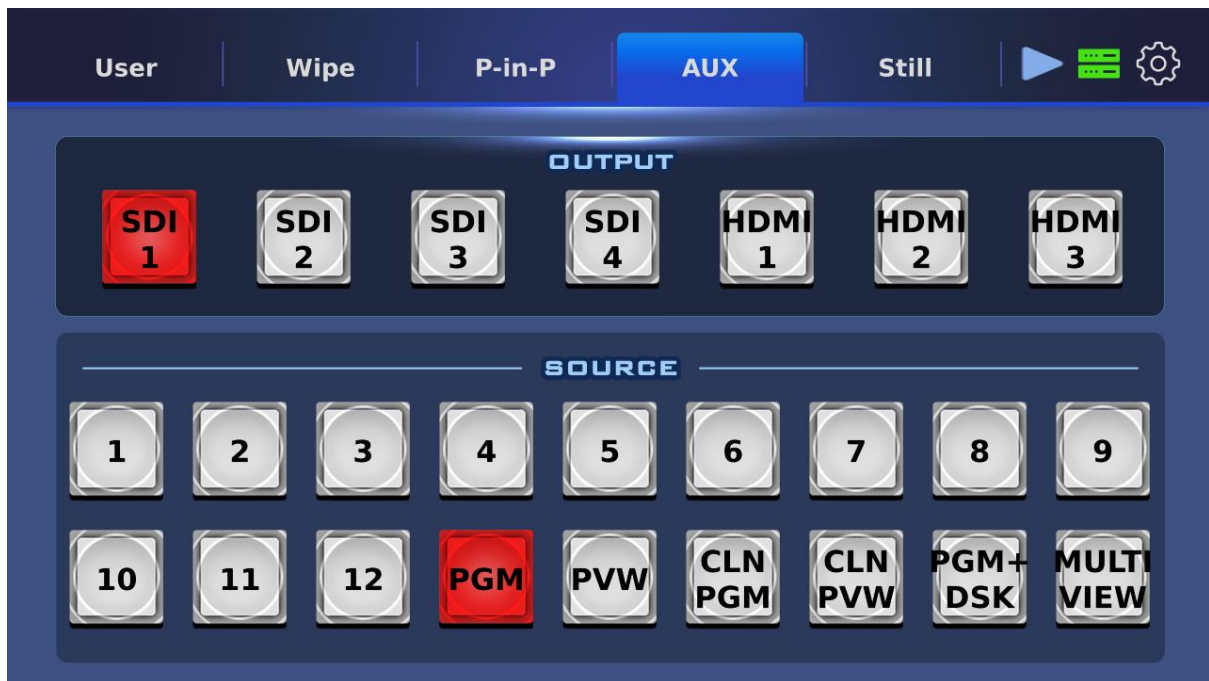 User Wipe P-in-P AUX Still
OUTPUT
SDI 1
SDI 2
SDI 3
SDI 4
HDMI 1
HDMI 2
HDMI 3
SOURCE
1 2 3 4 5 6 7 8 9
10 11 12 PGM PVW CLN PGM CLN PVW PGM+ DSK MULTI VIEW